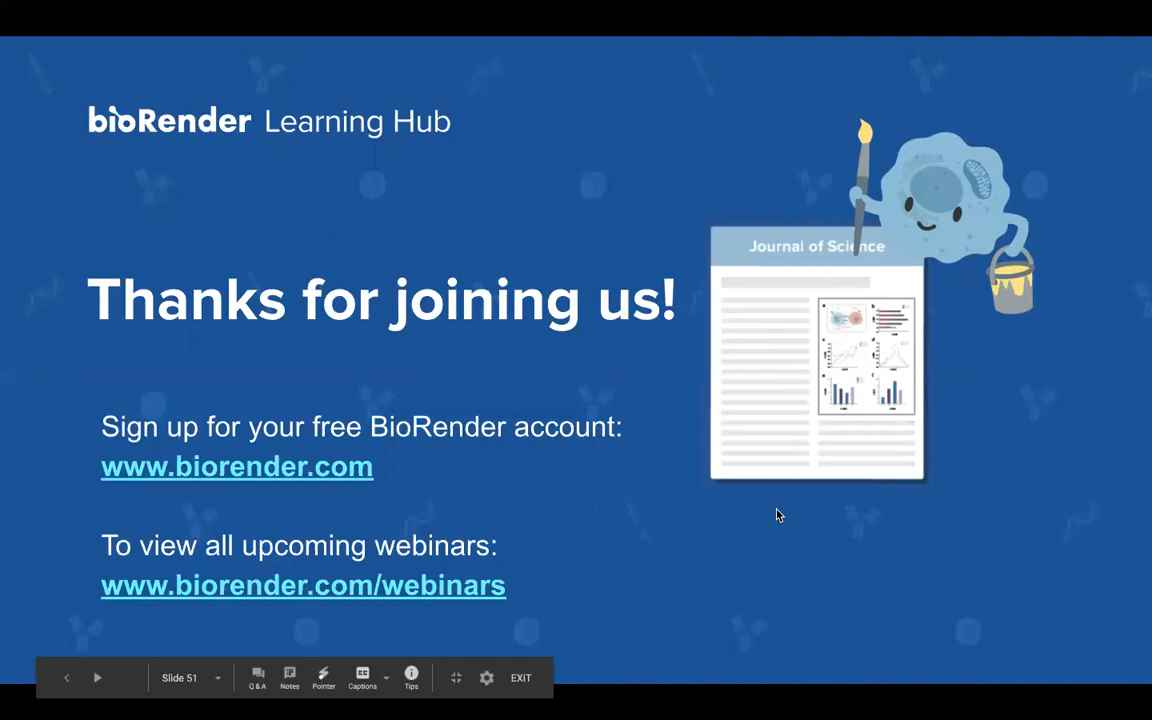 bioRender Learning Hub
Journal of Science
Thanks for joining us!
Sign up for your free BioRender account:
www.biorender.com
To view all upcoming webinars:
www.biorender.com/webinars
Slide 51
Q&A
Notes
Pointer
CC
Captions
Tips
EXIT